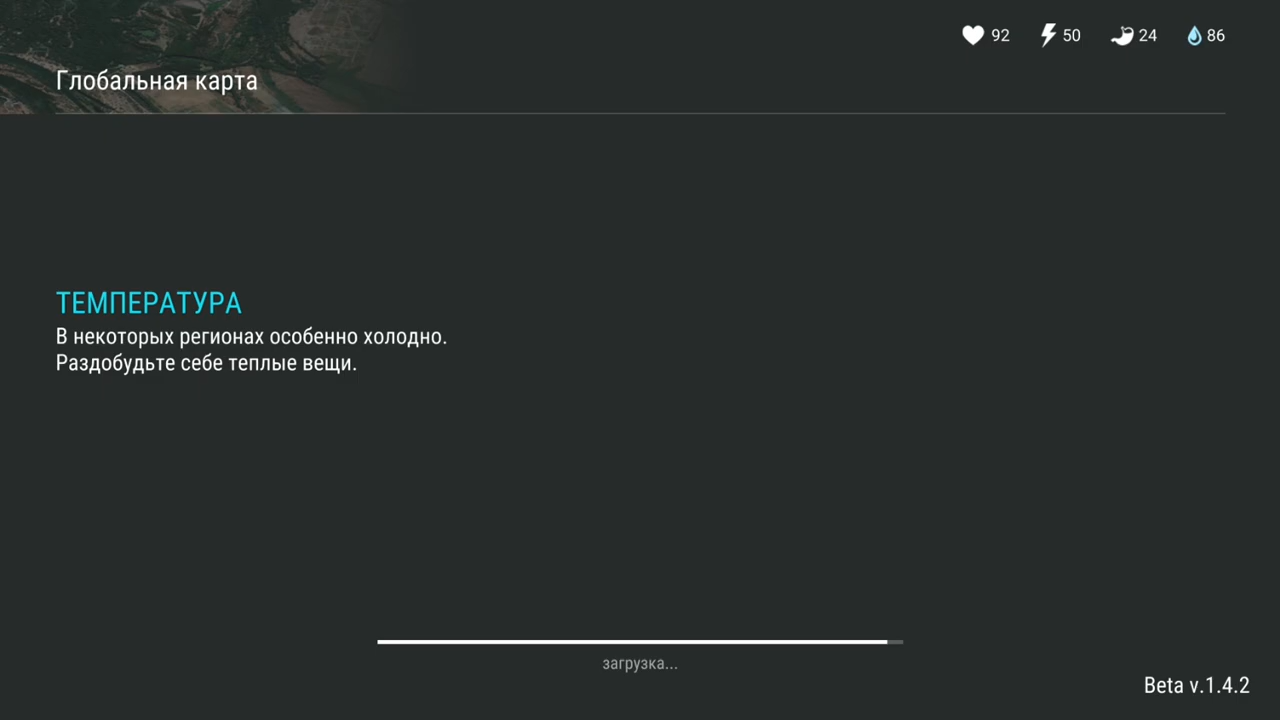 92 50 24 86
Глобальная карта
ТЕМПЕРАТУРА
В некоторых регионах особенно холодно.
Раздобудьте себе теплые вещи.
загрузка...
Beta v.1.4.2